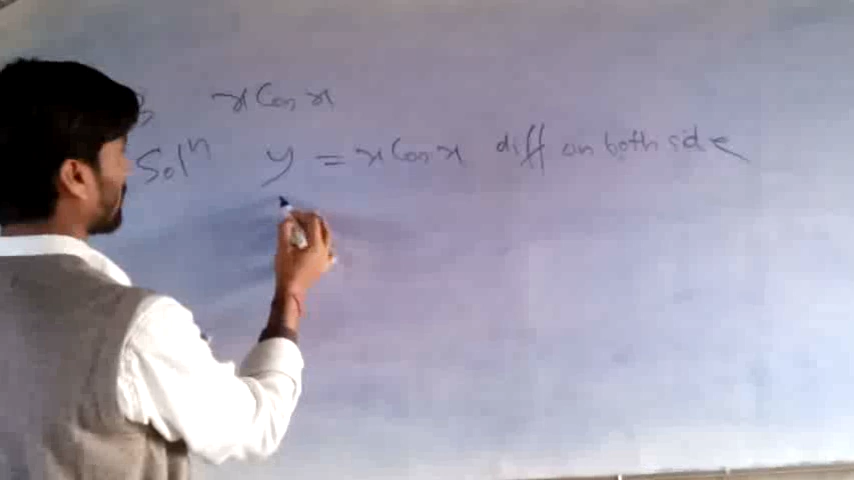 x Cos x
Solⁿ y = x Cos x diff on both side